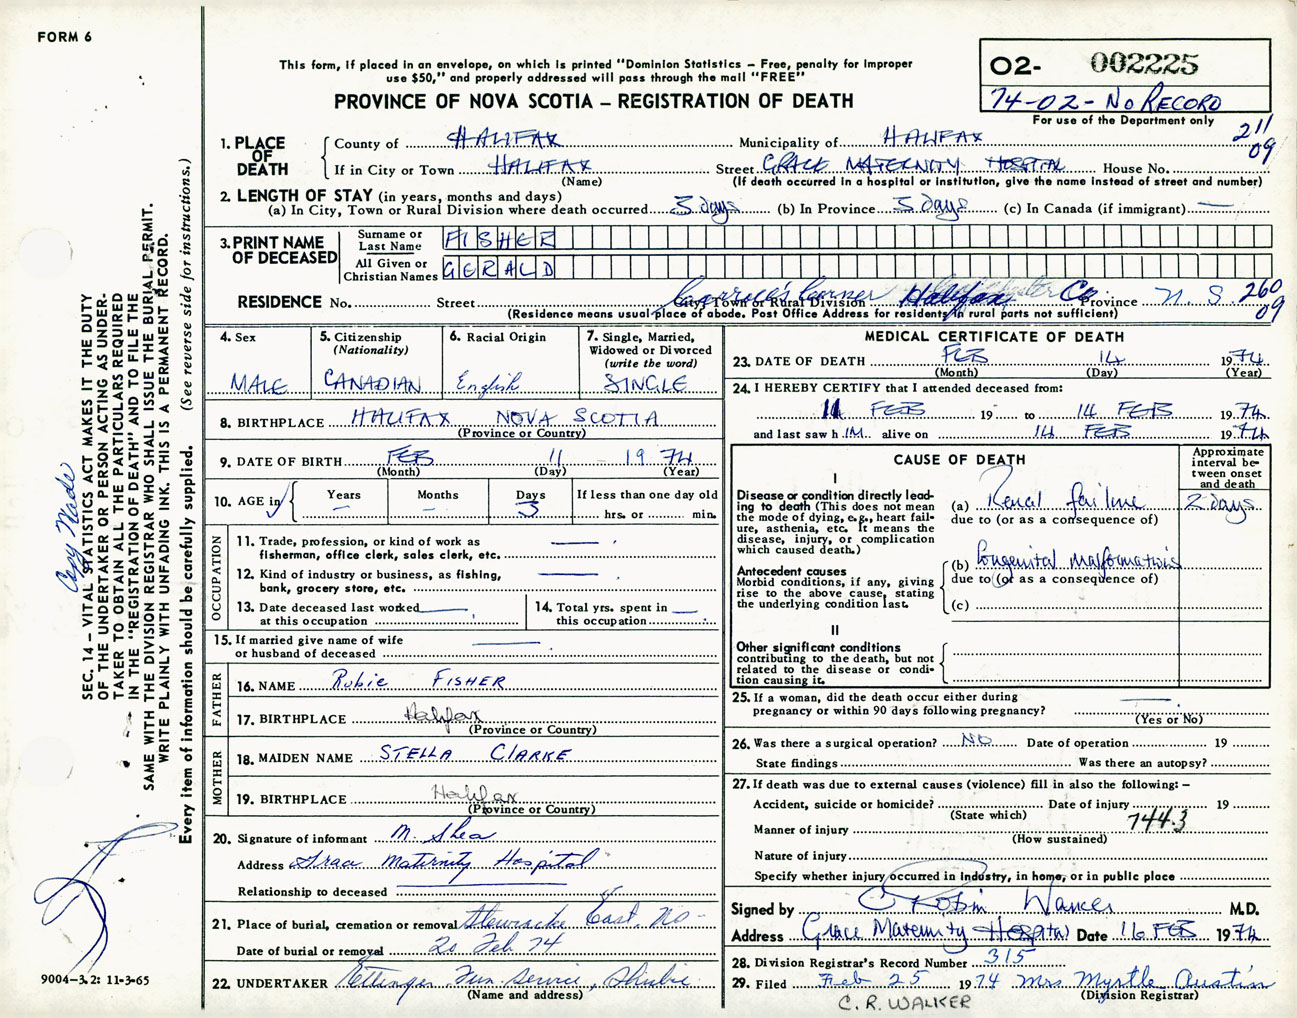 FORM 6
This form, if placed in an envelope, on which is printed "Dominion Statistics – Free, penalty for improper
use $50," and properly addressed will pass through the mail "FREE"
PROVINCE OF NOVA SCOTIA – REGISTRATION OF DEATH
02- 002225
74-02-No RECORD
For use of the Department only
211
09
1. PLACE OF DEATH
County of HALIFAX Municipality of HALIFAX
If in City or Town HALIFAX Street GRACE MATERNITY HOSPITAL House No.
(Name) (If death occurred in a hospital or institution, give the name instead of street and number)
2. LENGTH OF STAY (in years, months and days)
(a) In City, Town or Rural Division where death occurred 3 days (b) In Province 3 days (c) In Canada (if immigrant) —
3. PRINT NAME OF DECEASED
Surname or Last Name FISHER
All Given or Christian Names GERALD
RESIDENCE No. Street City, Town or Rural Division Halifax Co. Province N. S. 260
09
(Residence means usual place of abode. Post Office Address for residents in rural parts not sufficient)
4. Sex
MALE
5. Citizenship (Nationality)
CANADIAN
6. Racial Origin
English
7. Single, Married, Widowed or Divorced (write the word)
SINGLE
8. BIRTHPLACE HALIFAX NOVA SCOTIA
(Province or Country)
9. DATE OF BIRTH FEB 11 1974
(Month) (Day) (Year)
10. AGE in Years — Months — Days 3 If less than one day old
hrs. or min.
OCCUPATION
11. Trade, profession, or kind of work as
fisherman, office clerk, sales clerk, etc. —
12. Kind of industry or business, as fishing,
bank, grocery store, etc. —
13. Date deceased last worked at this occupation —
14. Total yrs. spent in this occupation —
15. If married give name of wife
or husband of deceased —
FATHER
16. NAME Rubie FISHER
17. BIRTHPLACE Halifax
(Province or Country)
MOTHER
18. MAIDEN NAME STELLA CLARKE
19. BIRTHPLACE Halifax
(Province or Country)
20. Signature of informant M. Shea
Address Grace Maternity Hospital
Relationship to deceased —
21. Place of burial, cremation or removal Stewiacke East, No-
Date of burial or removal 20 Feb 74
22. UNDERTAKER Ettinger Fun. service, Shubie
(Name and address)
MEDICAL CERTIFICATE OF DEATH
23. DATE OF DEATH FEB 14 1974
(Month) (Day) (Year)
24. I HEREBY CERTIFY that I attended deceased from:
11 FEB 19 to 14 FEB 1974
and last saw h IM alive on 14 FEB 1974
CAUSE OF DEATH
Approximate interval between onset and death
I
Disease or condition directly leading to death (This does not mean the mode of dying, e.g., heart failure, asthenia, etc. It means the disease, injury, or complication which caused death.)
(a) Renal failure 2 days
due to (or as a consequence of)
Antecedent causes
Morbid conditions, if any, giving rise to the above cause, stating the underlying condition last.
(b) Congenital malformations
due to (or as a consequence of)
(c)
II
Other significant conditions
contributing to the death, but not related to the disease or condition causing it.
25. If a woman, did the death occur either during
pregnancy or within 90 days following pregnancy? —
(Yes or No)
26. Was there a surgical operation? NO Date of operation 19
State findings Was there an autopsy?
27. If death was due to external causes (violence) fill in also the following: –
Accident, suicide or homicide? Date of injury 19
(State which)
744.3
Manner of injury
(How sustained)
Nature of injury
Specify whether injury occurred in industry, in home, or in public place
Signed by M.D.
Address Grace Maternity Hospital Date 16 FEB 1974
28. Division Registrar's Record Number 315
29. Filed Feb 25 1974 Mrs Myrtle Austin
(Division Registrar)
C. R. WALKER
Copy Made
SEC. 14 – VITAL STATISTICS ACT MAKES IT THE DUTY
OF THE UNDERTAKER OR PERSON ACTING AS UNDER-
TAKER TO OBTAIN ALL THE PARTICULARS REQUIRED
IN THE "REGISTRATION OF DEATH" AND TO FILE THE
SAME WITH THE DIVISION REGISTRAR WHO SHALL ISSUE THE BURIAL PERMIT.
WRITE PLAINLY WITH UNFADING INK. THIS IS A PERMANENT RECORD.
Every item of information should be carefully supplied. (See reverse side for instructions.)
9004-3.2: 11-3-65